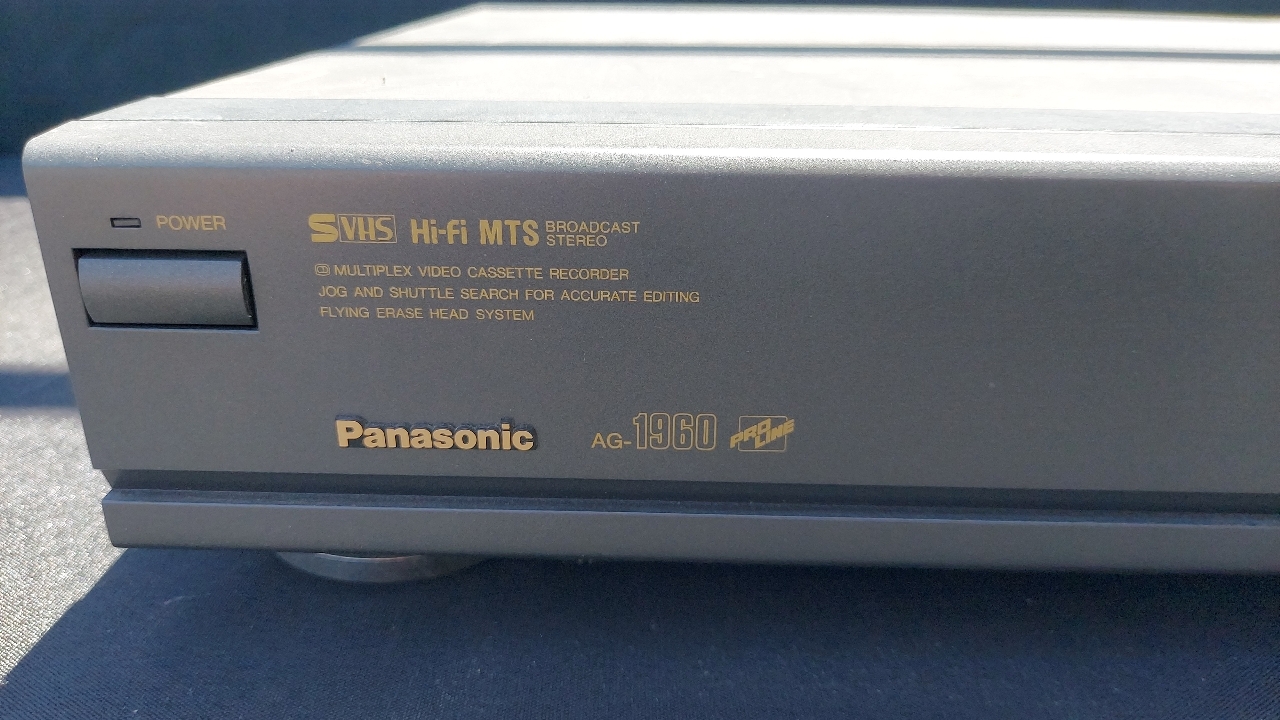 POWER
S VHS Hi-fi MTS BROADCAST STEREO
MULTIPLEX VIDEO CASSETTE RECORDER
JOG AND SHUTTLE SEARCH FOR ACCURATE EDITING
FLYING ERASE HEAD SYSTEM
Panasonic AG-1960 PRO LINE